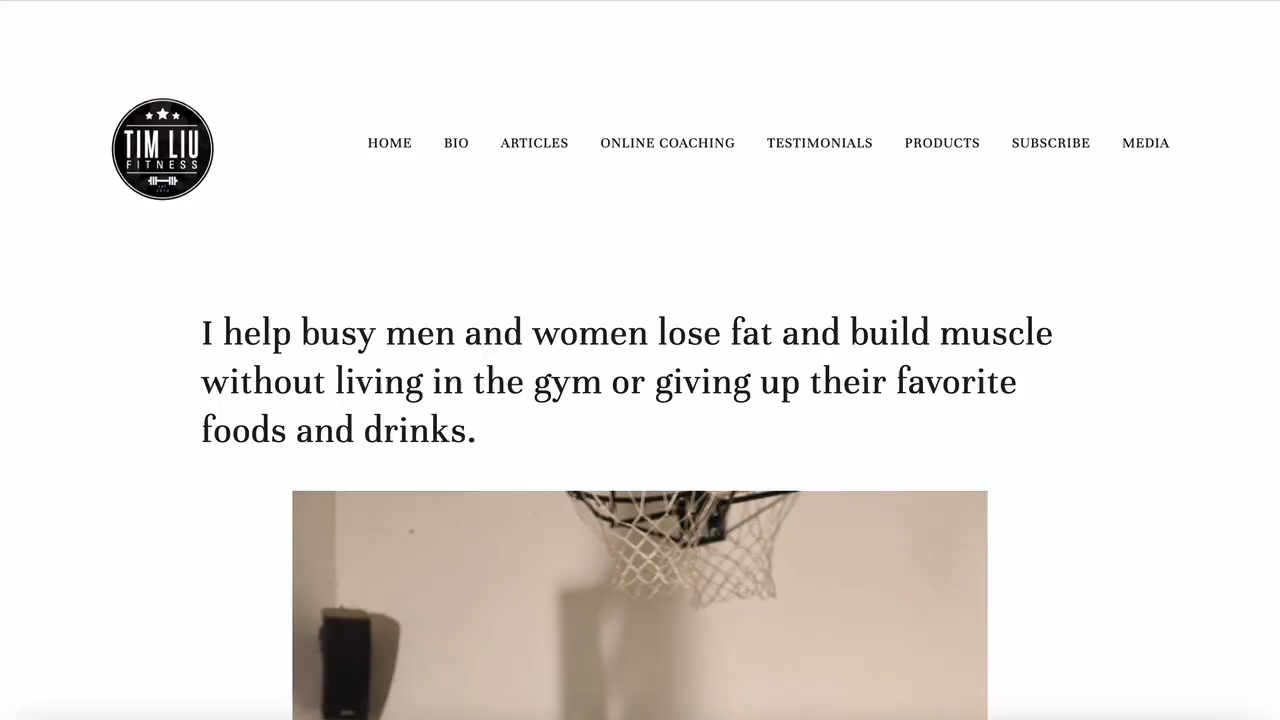 TIM LIU
FITNESS
HOME BIO ARTICLES ONLINE COACHING TESTIMONIALS PRODUCTS SUBSCRIBE MEDIA
I help busy men and women lose fat and build muscle
without living in the gym or giving up their favorite
foods and drinks.